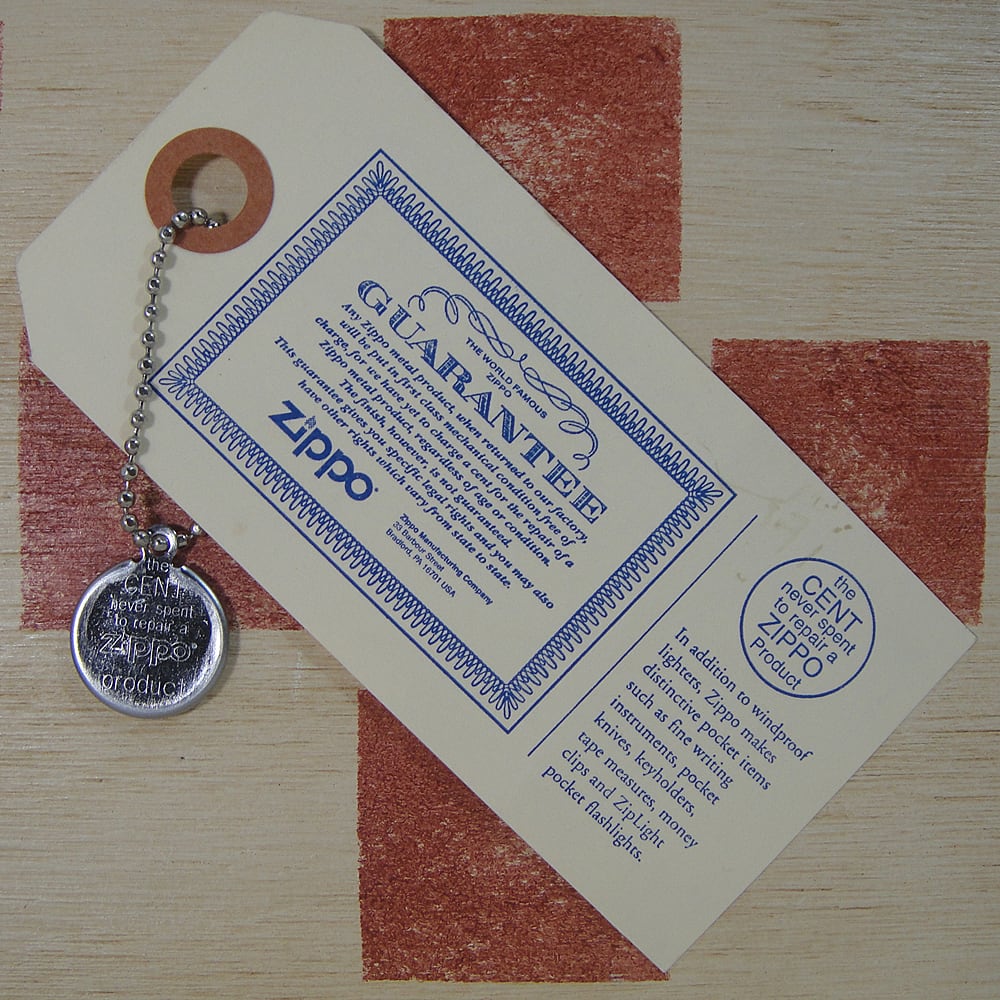 THE WORLD FAMOUS
ZIPPO
GUARANTEE
Any Zippo metal product, when returned to our factory,
will be put in first class mechanical condition free of
charge, for we have yet to charge a cent for the repair of a
Zippo metal product, regardless of age or condition.
The finish, however, is not guaranteed.
This guarantee gives you specific legal rights and you may also
have other rights which vary from state to state.
Zippo®
Zippo Manufacturing Company
33 Barbour Street
Bradford, PA 16701 USA
the
CENT
never spent
to repair a
ZIPPO
Product
In addition to windproof
lighters, Zippo makes
distinctive pocket items
such as fine writing
instruments, pocket
knives, keyholders,
tape measures, money
clips and ZipLight
pocket flashlights.
the
CENT
never spent
to repair a
Zippo®
product